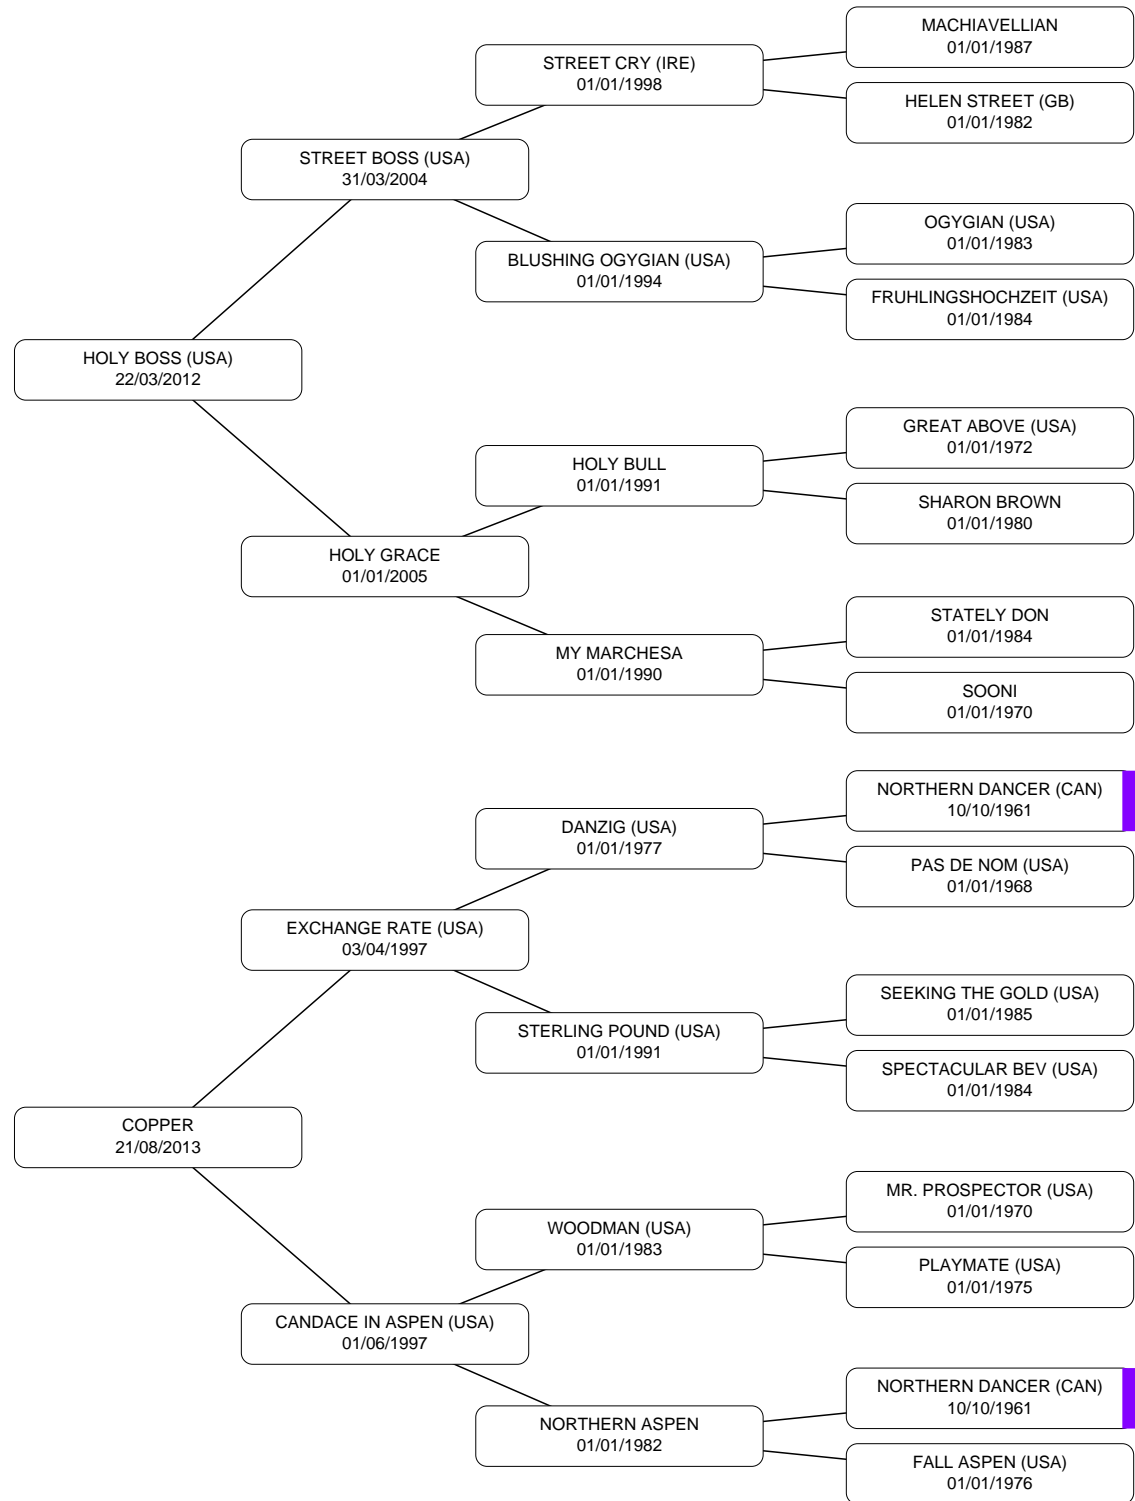 MACHIAVELLIAN
01/01/1987
STREET CRY (IRE)
01/01/1998
HELEN STREET (GB)
01/01/1982
STREET BOSS (USA)
31/03/2004
OGYGIAN (USA)
01/01/1983
BLUSHING OGYGIAN (USA)
01/01/1994
FRUHLINGSHOCHZEIT (USA)
01/01/1984
HOLY BOSS (USA)
22/03/2012
GREAT ABOVE (USA)
01/01/1972
HOLY BULL
01/01/1991
SHARON BROWN
01/01/1980
HOLY GRACE
01/01/2005
STATELY DON
01/01/1984
MY MARCHESA
01/01/1990
SOONI
01/01/1970
NORTHERN DANCER (CAN)
10/10/1961
DANZIG (USA)
01/01/1977
PAS DE NOM (USA)
01/01/1968
EXCHANGE RATE (USA)
03/04/1997
SEEKING THE GOLD (USA)
01/01/1985
STERLING POUND (USA)
01/01/1991
SPECTACULAR BEV (USA)
01/01/1984
COPPER
21/08/2013
MR. PROSPECTOR (USA)
01/01/1970
WOODMAN (USA)
01/01/1983
PLAYMATE (USA)
01/01/1975
CANDACE IN ASPEN (USA)
01/06/1997
NORTHERN DANCER (CAN)
10/10/1961
NORTHERN ASPEN
01/01/1982
FALL ASPEN (USA)
01/01/1976